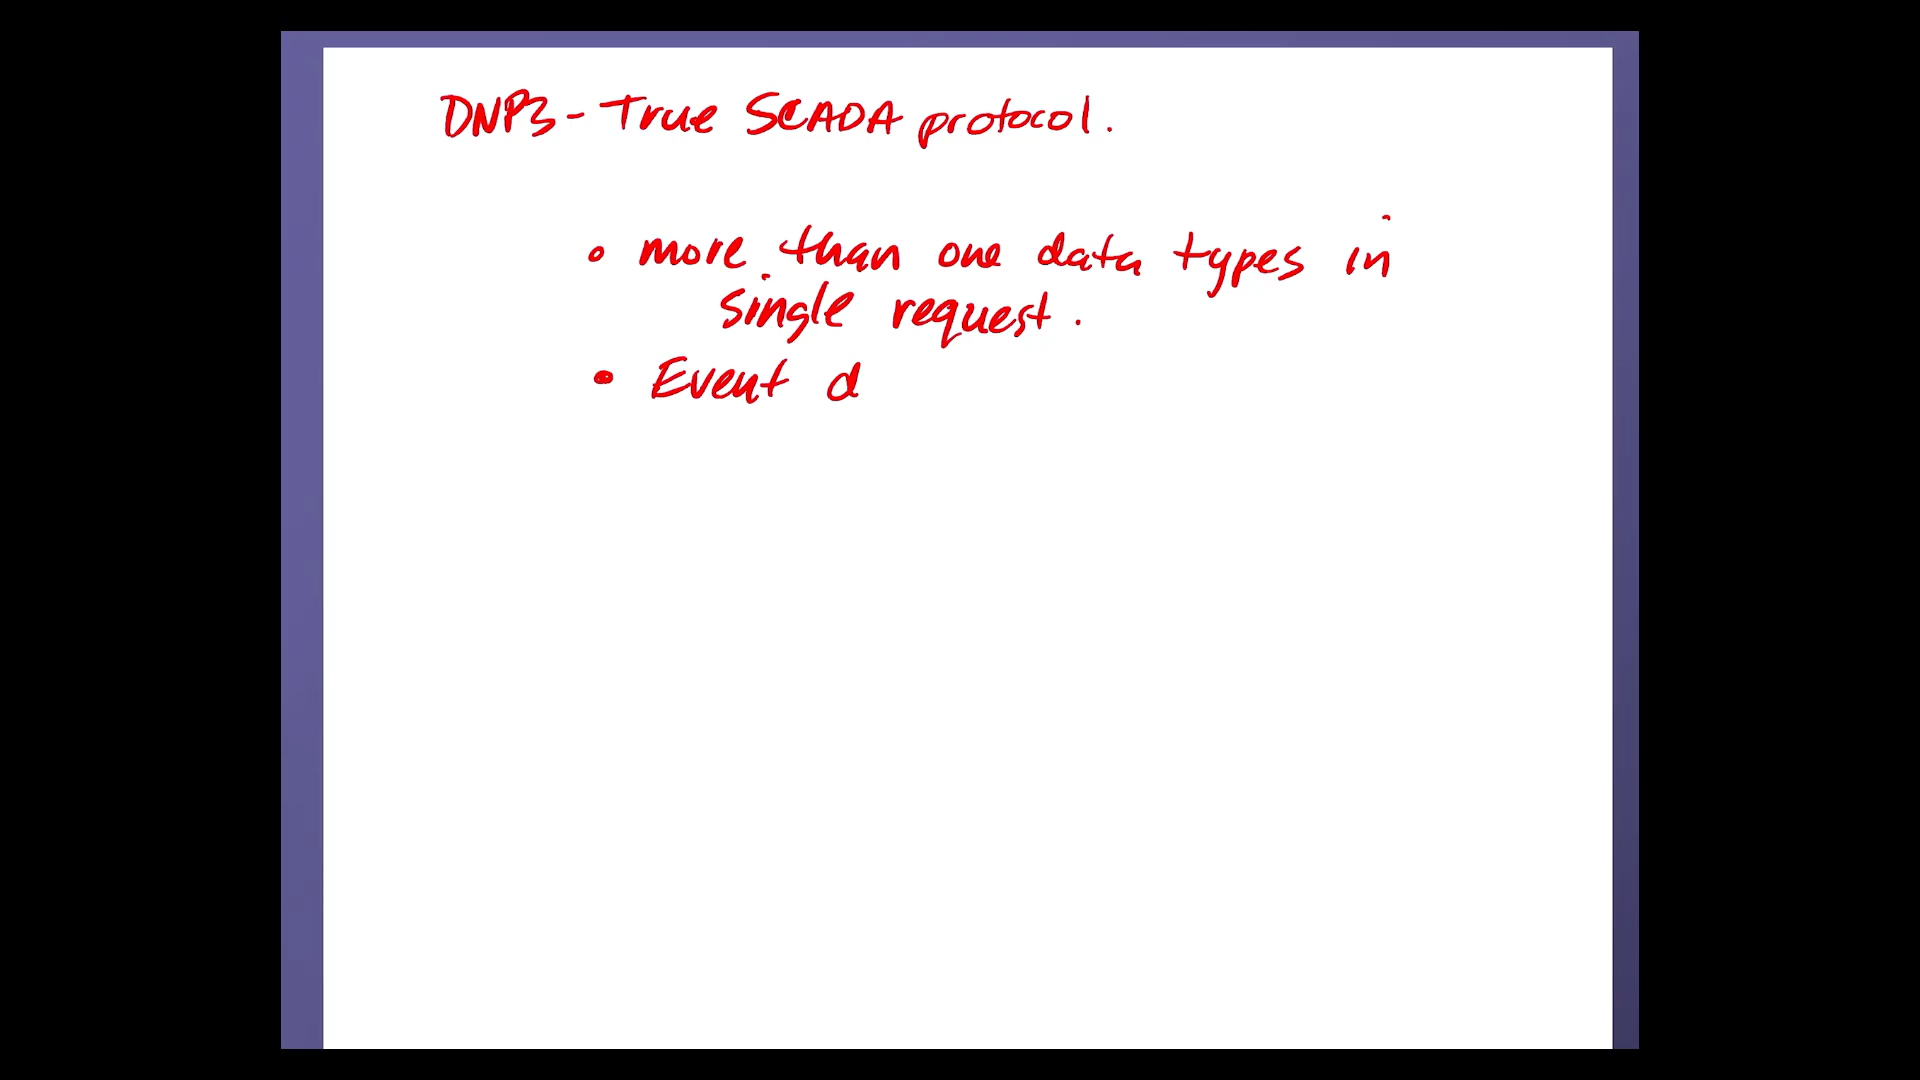 DNP3 - True SCADA protocol.
• more than one data types in
single request.
• Event d